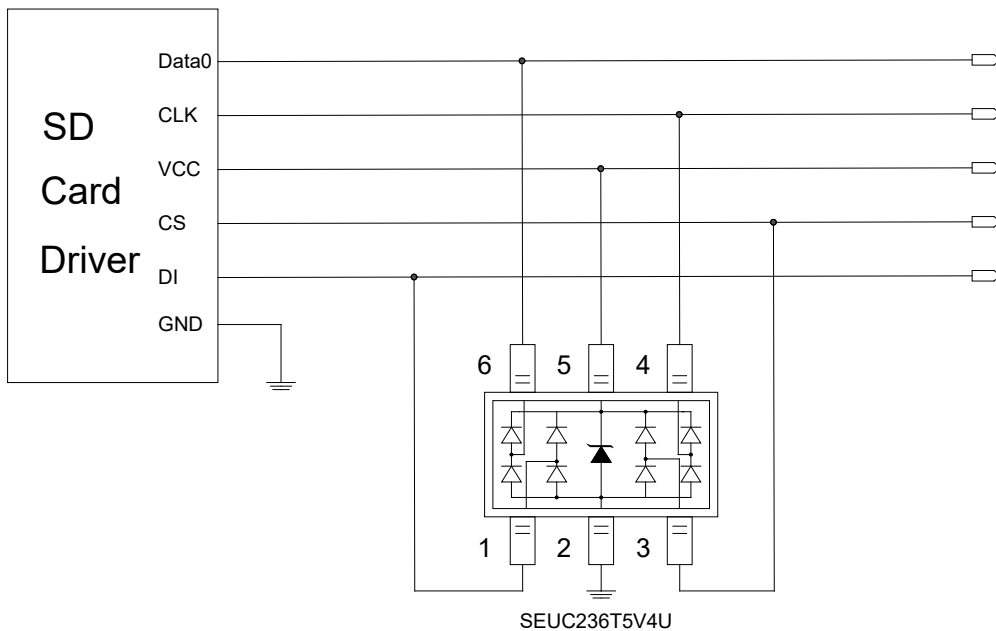 Data0
CLK
SD
VCC
Card
CS
Driver
DI
GND
6 5 4
1 2 3
SEUC236T5V4U